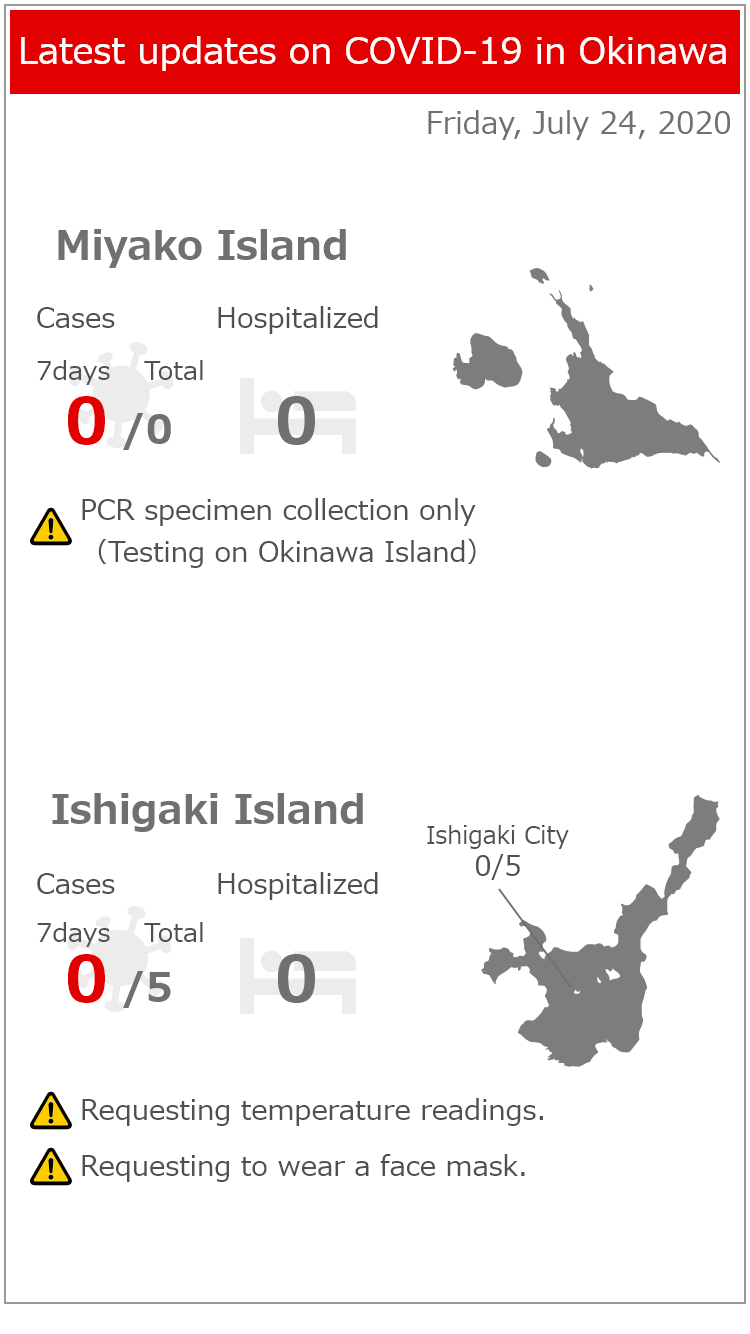 Latest updates on COVID-19 in Okinawa
Friday, July 24, 2020
Miyako Island
Cases Hospitalized
7days Total
0 /0 0
PCR specimen collection only
（Testing on Okinawa Island）
Ishigaki Island
Ishigaki City
0/5
Cases Hospitalized
7days Total
0 /5 0
Requesting temperature readings.
Requesting to wear a face mask.